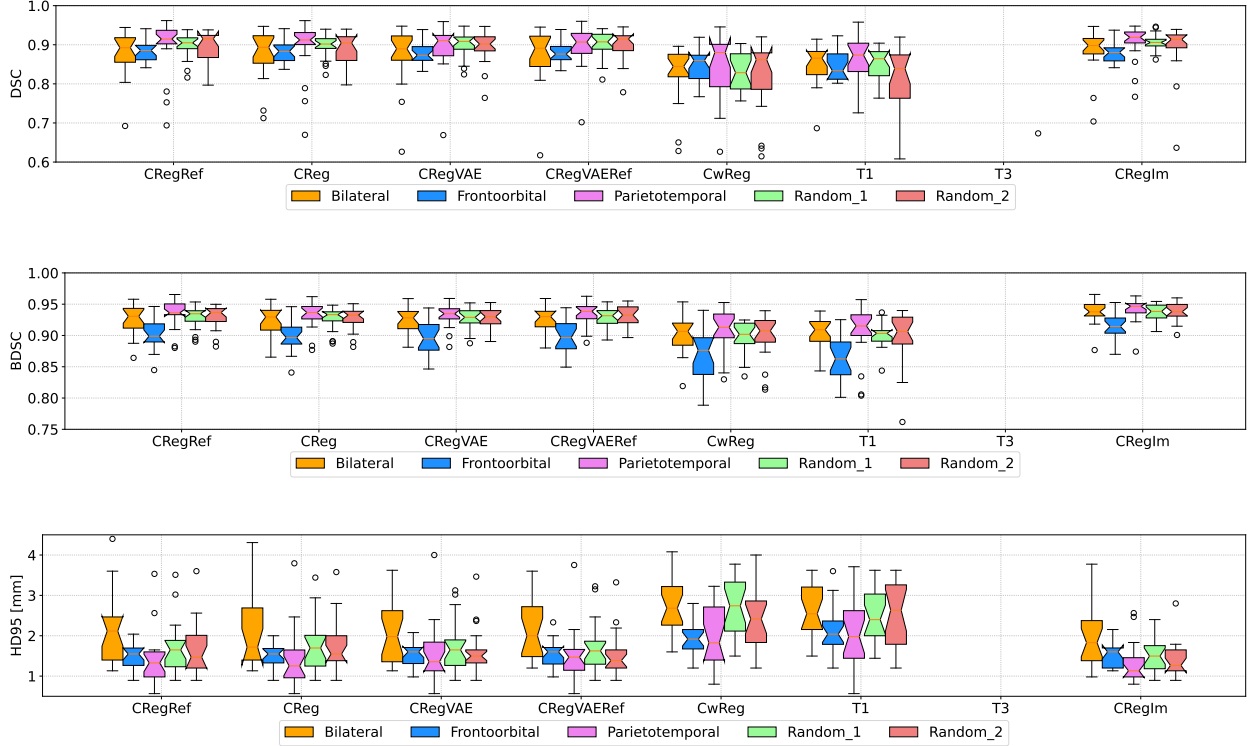 1.0
0.9
0.8
0.7
0.6
DSC
CRegRef CReg CRegVAE CRegVAERef CwReg T1 T3 CRegIm
Bilateral Frontoorbital Parietotemporal Random_1 Random_2
1.00
0.95
0.90
0.85
0.80
0.75
BDSC
CRegRef CReg CRegVAE CRegVAERef CwReg T1 T3 CRegIm
Bilateral Frontoorbital Parietotemporal Random_1 Random_2
4
3
2
1
HD95 [mm]
CRegRef CReg CRegVAE CRegVAERef CwReg T1 T3 CRegIm
Bilateral Frontoorbital Parietotemporal Random_1 Random_2